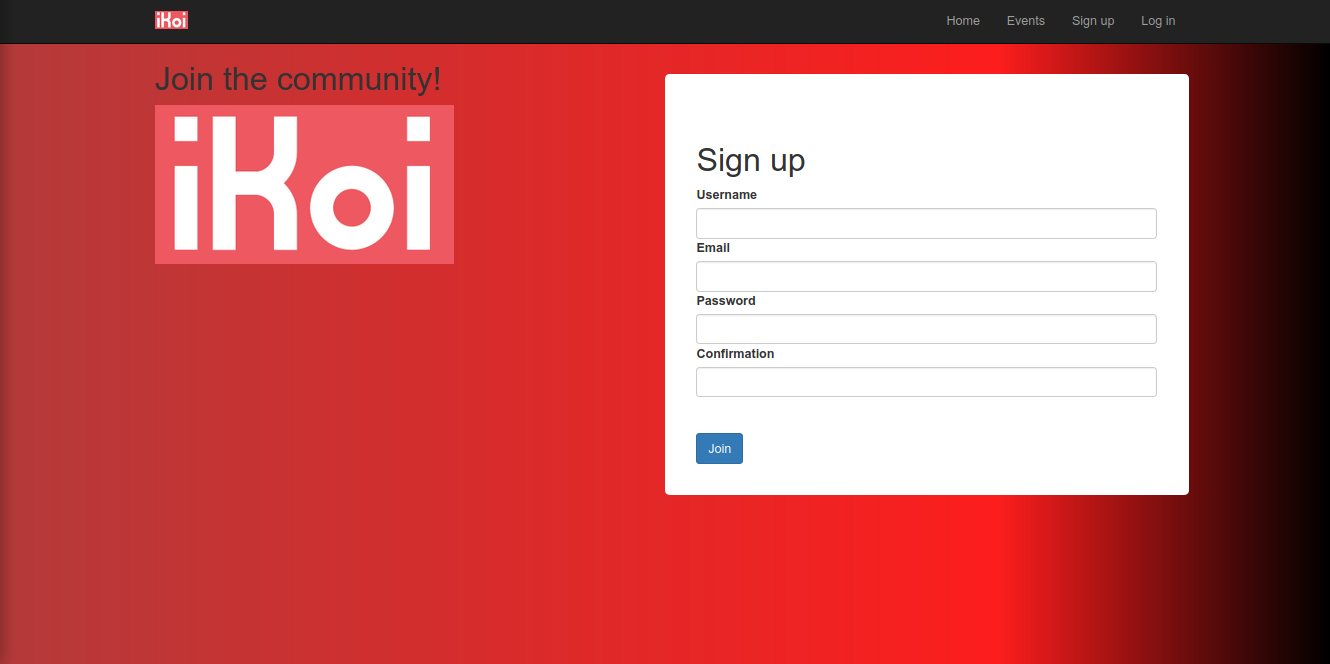 iKoi
Home Events Sign up Log in
Join the community!
iKoi
Sign up
Username
Email
Password
Confirmation
Join